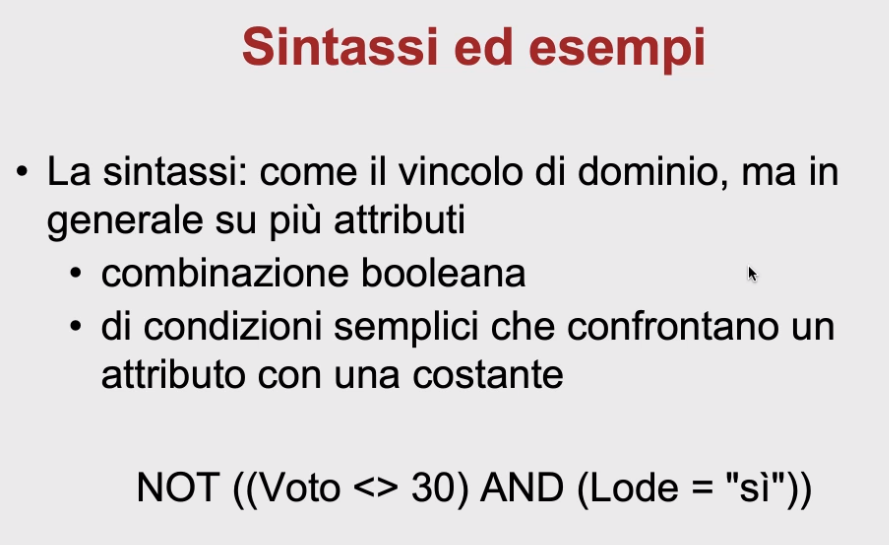 Sintassi ed esempi
• La sintassi: come il vincolo di dominio, ma in
generale su più attributi
• combinazione booleana
• di condizioni semplici che confrontano un
attributo con una costante
NOT ((Voto <> 30) AND (Lode = "sì"))